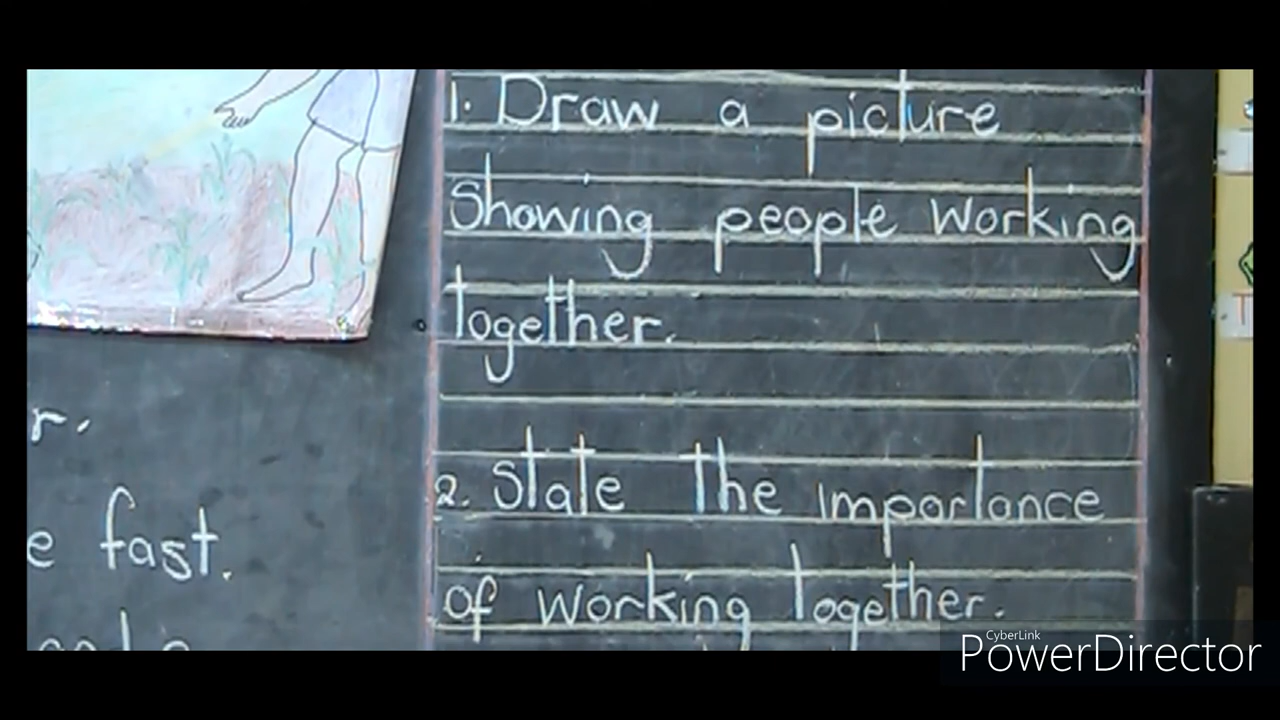 1. Draw a picture
showing people working
together.
2. State the importance
of working together.
r.
e fast.
CyberLink
PowerDirector